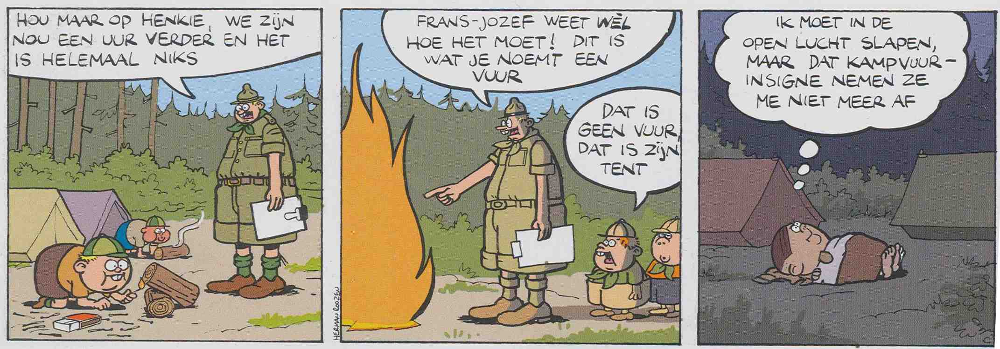 HOU MAAR OP HENKIE, WE ZIJN
NOU EEN UUR VERDER EN HET
IS HELEMAAL NIKS
FRANS-JOZEF WEET WÈL
HOE HET MOET! DIT IS
WAT JE NOEMT EEN
VUUR
DAT IS
GEEN VUUR,
DAT IS ZIJN
TENT
HERMAN ROOZEN
IK MOET IN DE
OPEN LUCHT SLAPEN,
MAAR DAT KAMPVUUR-
INSIGNE NEMEN ZE
ME NIET MEER AF